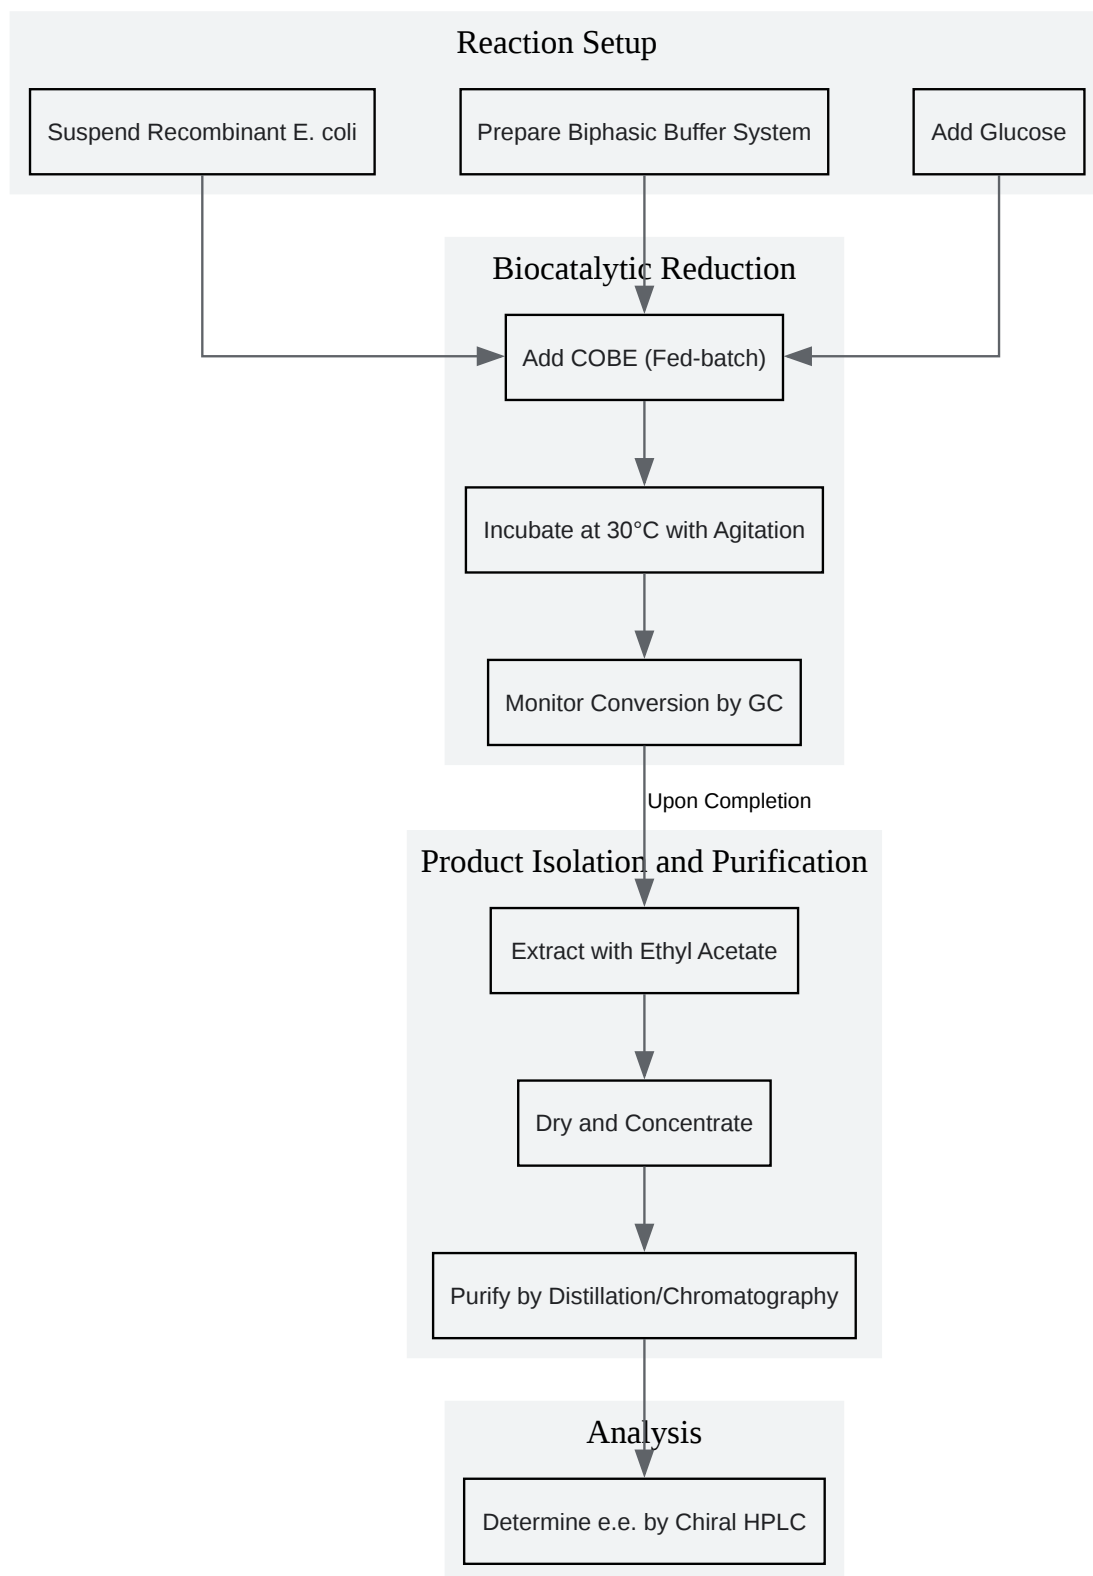 Reaction Setup
Suspend Recombinant E. coli
Prepare Biphasic Buffer System
Add Glucose
Biocatalytic Reduction
Add COBE (Fed-batch)
Incubate at 30°C with Agitation
Monitor Conversion by GC
Upon Completion
Product Isolation and Purification
Extract with Ethyl Acetate
Dry and Concentrate
Purify by Distillation/Chromatography
Analysis
Determine e.e. by Chiral HPLC